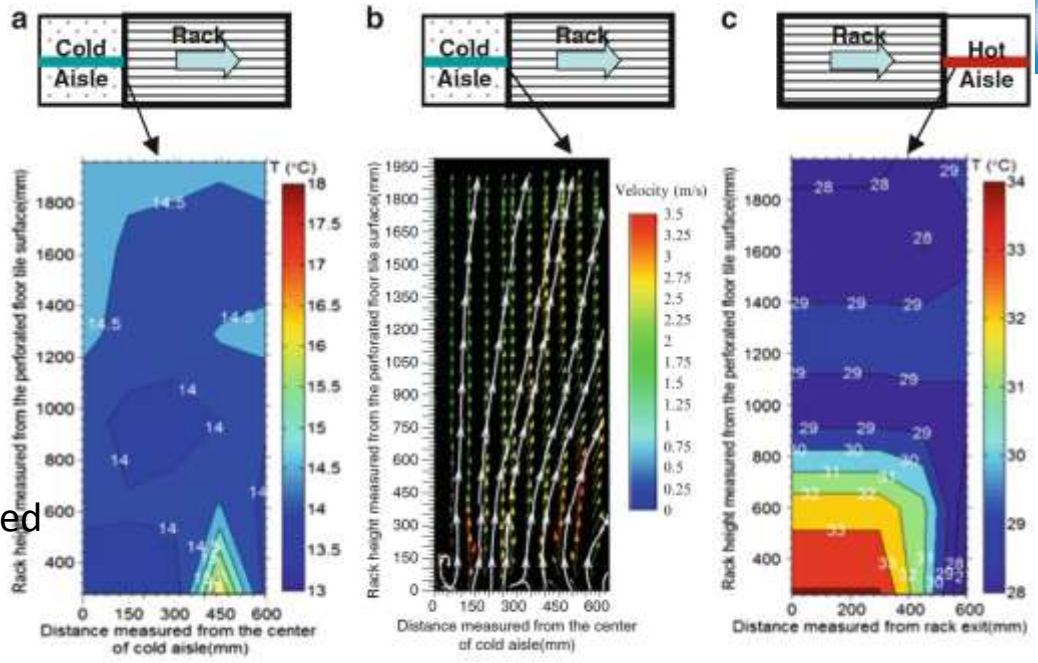 a
Cold
Aisle
Rack
b
Cold
Aisle
Rack
c
Rack
Hot
Aisle
Rack height measured from the perforated floor tile surface(mm)
1800
1600
1400
1200
1000
800
600
400
0 150 300 450 600
Distance measured from the center
of cold aisle(mm)
14.5
14.5
14.5
14
14
14
14
14
T (°C)
18
17.5
17
16.5
16
15.5
15
14.5
14
13.5
13
ed
Rack height measured from the perforated floor tile surface(mm)
1950
1800
1650
1500
1350
1200
1050
900
750
600
450
300
150
0
0 150 300 450 600
Distance measured from the center
of cold aisle(mm)
Velocity (m/s)
3.5
3.25
3
2.75
2.5
2.25
2
1.75
1.5
1.25
1
0.75
0.5
0.25
0
Rack height measured from the perforated floor tile surface(mm)
1800
1600
1400
1200
1000
800
600
400
0 200 400 600
Distance measured from rack exit(mm)
29
28 28
28
29 29 29
29 29 29
29 29 29
30 30
31 31
32 32
33
T (°C)
34
33
32
31
30
29
28